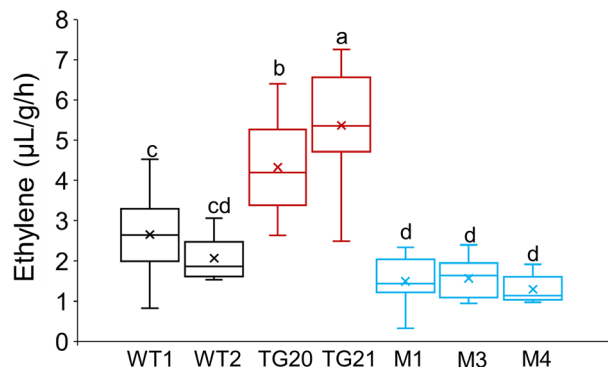 Ethylene (µL/g/h)
8
7
6
5
4
3
2
1
0
c
cd
b
a
d
d
d
WT1 WT2 TG20 TG21 M1 M3 M4